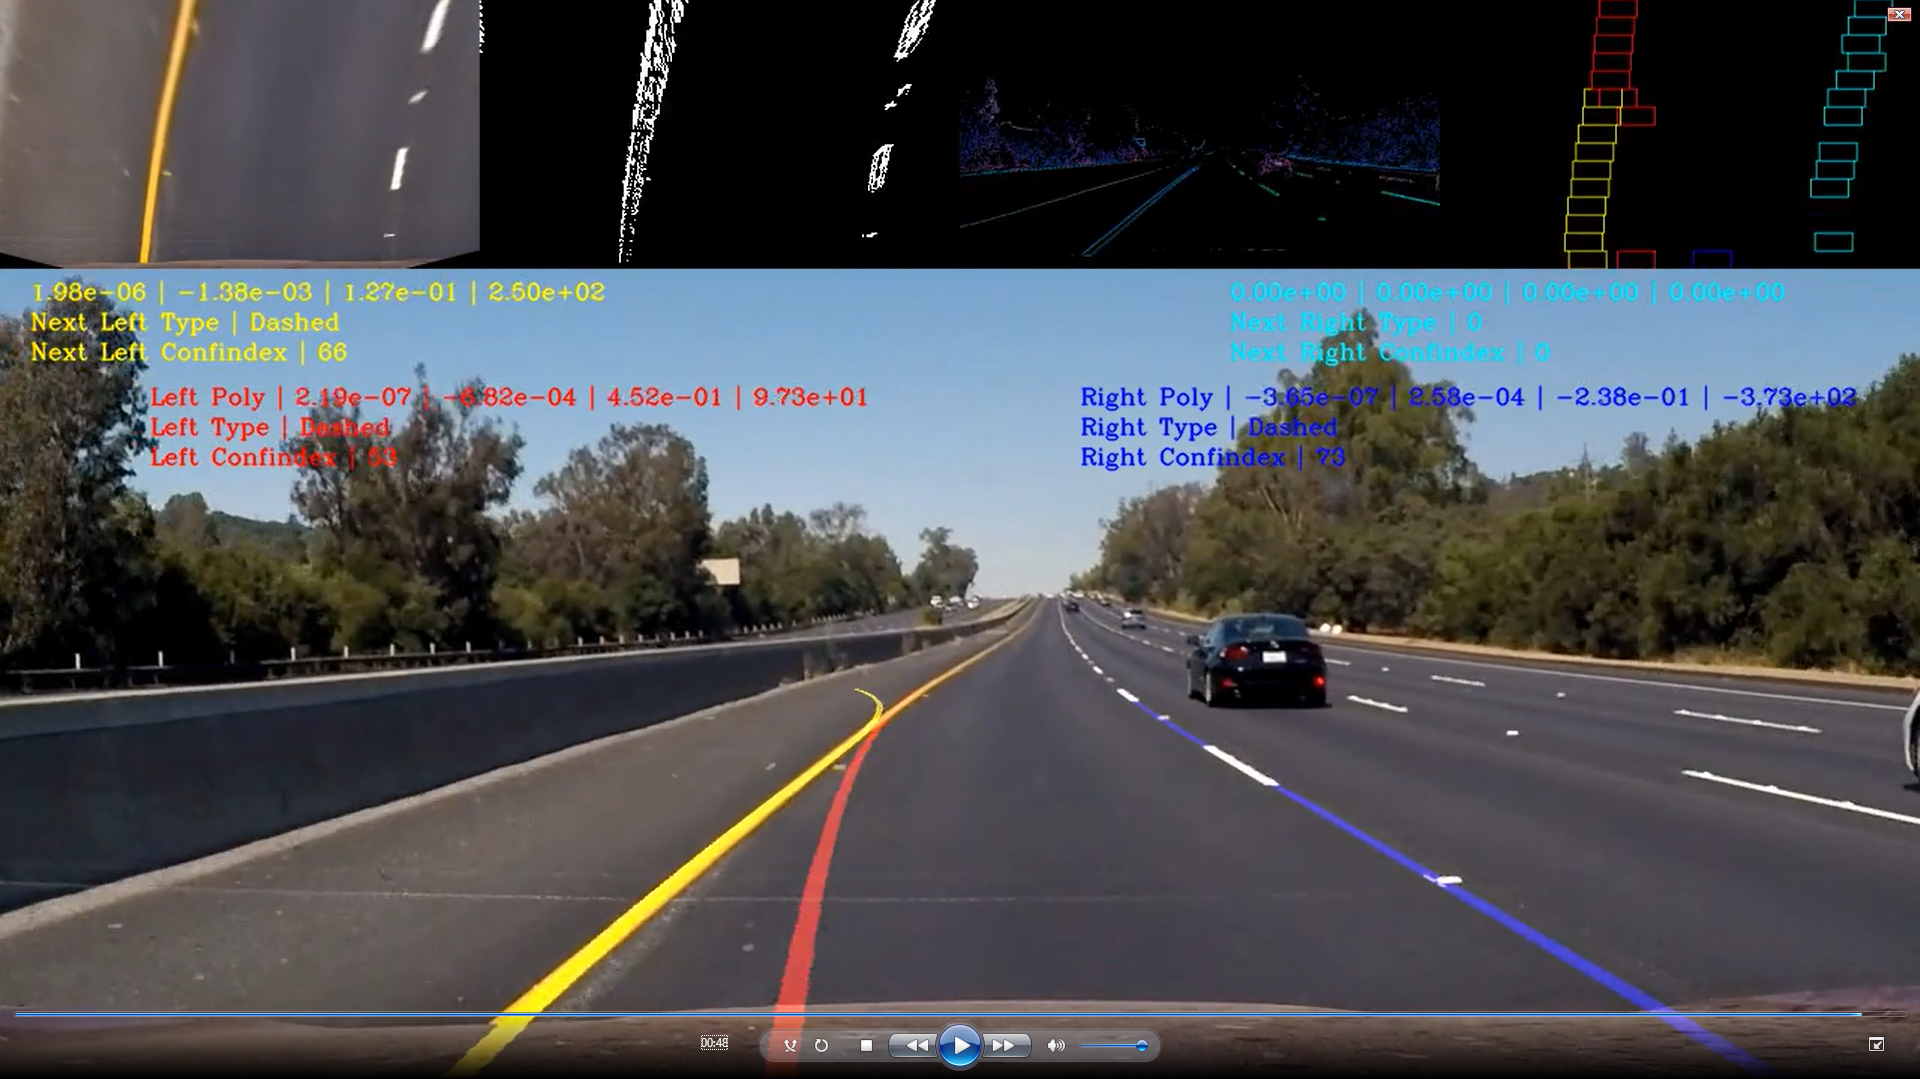 1.98e-06 | -1.38e-03 | 1.27e-01 | 2.50e+02
Next Left Type | Dashed
Next Left Confindex | 66
0.00e+00 | 0.00e+00 | 0.00e+00 | 0.00e+00
Next Right Type | 0
Next Right Confindex | 0
Left Poly | 2.19e-07 | -6.82e-04 | 4.52e-01 | 9.73e+01
Left Type | Dashed
Left Confindex | 53
Right Poly | -3.65e-07 | 2.58e-04 | -2.38e-01 | -3.73e+02
Right Type | Dashed
Right Confindex | 73
00:48